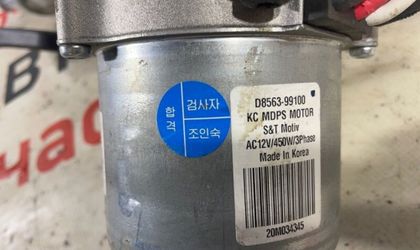 합격
검사자
조인숙
D8563-99100
KC MDPS MOTOR
S&T Motiv
AC12V/450W/3Phase
Made In Korea
20M034345